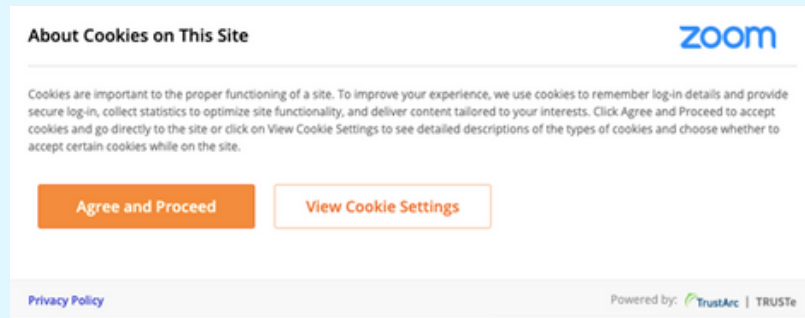 About Cookies on This Site
zoom
Cookies are important to the proper functioning of a site. To improve your experience, we use cookies to remember log-in details and provide
secure log-in, collect statistics to optimize site functionality, and deliver content tailored to your interests. Click Agree and Proceed to accept
cookies and go directly to the site or click on View Cookie Settings to see detailed descriptions of the types of cookies and choose whether to
accept certain cookies while on the site.
Agree and Proceed
View Cookie Settings
Privacy Policy
Powered by: TrustArc | TRUSTe